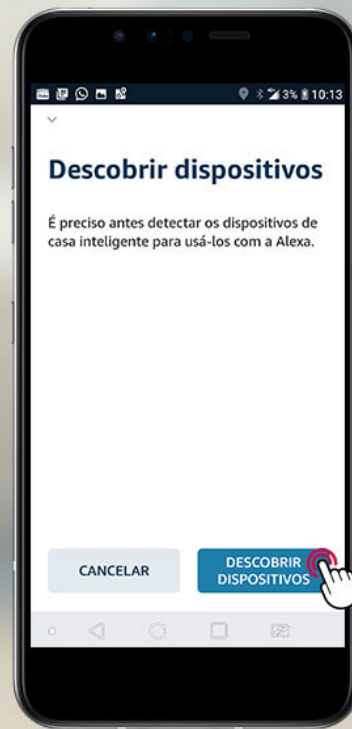 3% 10:13
Descobrir dispositivos
É preciso antes detectar os dispositivos de
casa inteligente para usá-los com a Alexa.
CANCELAR
DESCOBRIR
DISPOSITIVOS